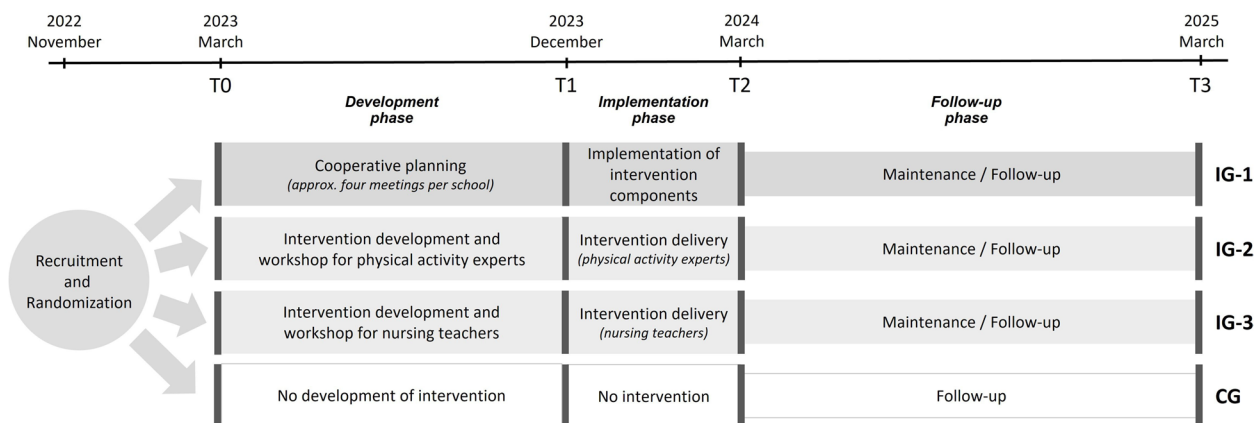 2022
November
2023
March
2023
December
2024
March
2025
March
T0
T1
T2
T3
Development
phase
Implementation
phase
Follow-up
phase
Recruitment
and
Randomization
Cooperative planning
(approx. four meetings per school)
Implementation of
intervention
components
Maintenance / Follow-up
IG-1
Intervention development and
workshop for physical activity experts
Intervention delivery
(physical activity experts)
Maintenance / Follow-up
IG-2
Intervention development and
workshop for nursing teachers
Intervention delivery
(nursing teachers)
Maintenance / Follow-up
IG-3
No development of intervention
No intervention
Follow-up
CG